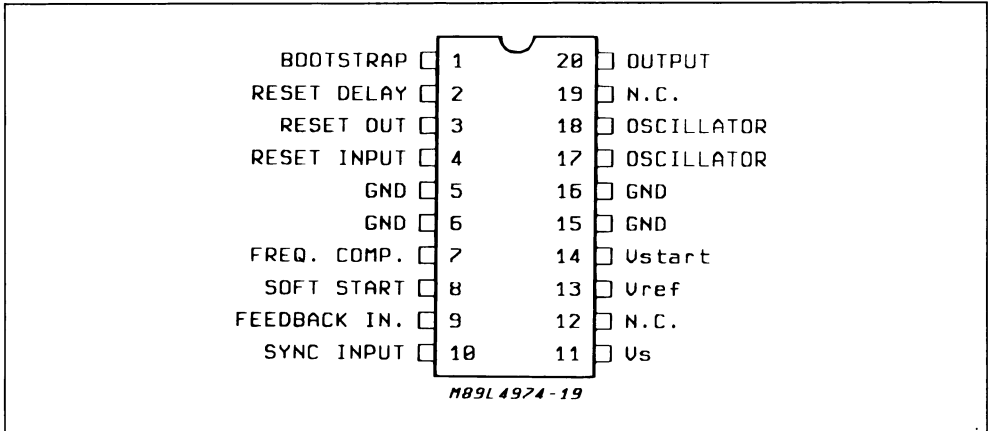 BOOTSTRAP 1 20 OUTPUT
RESET DELAY 2 19 N.C.
RESET OUT 3 18 OSCILLATOR
RESET INPUT 4 17 OSCILLATOR
GND 5 16 GND
GND 6 15 GND
FREQ. COMP. 7 14 Vstart
SOFT START 8 13 Vref
FEEDBACK IN. 9 12 N.C.
SYNC INPUT 10 11 Vs
M89L4974-19